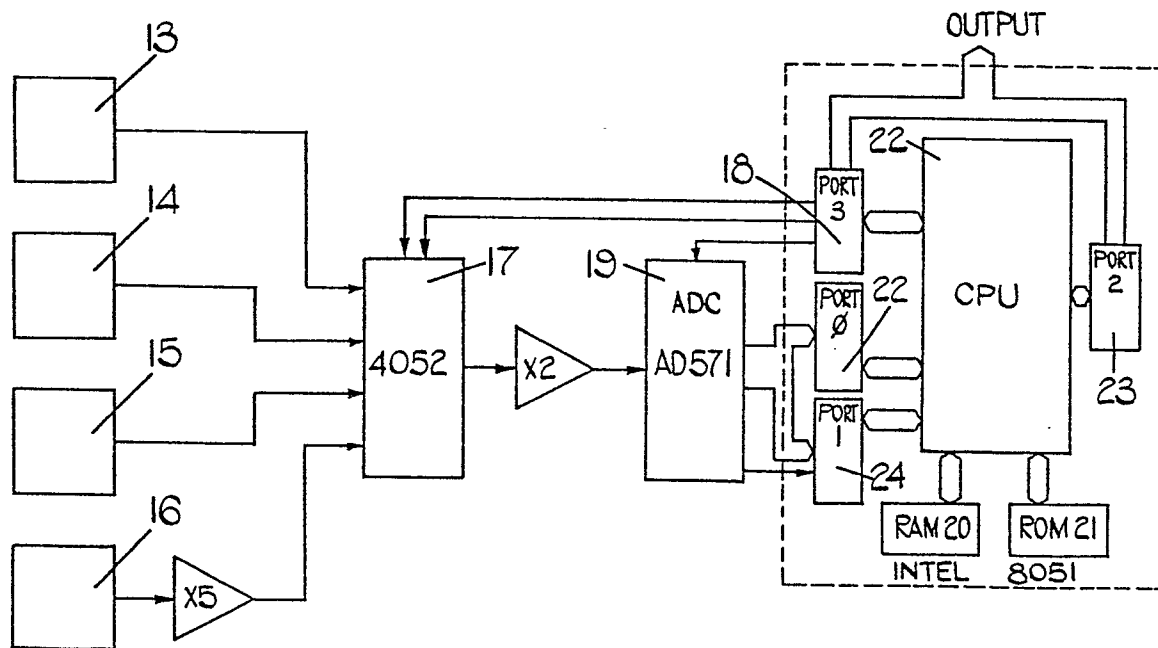 OUTPUT
13
14
15
16
X5
17
4052
X2
18
19
ADC
AD571
PORT
3
22
PORT
Ø
22
PORT
1
24
CPU
PORT
2
23
RAM 20
ROM 21
INTEL 8051